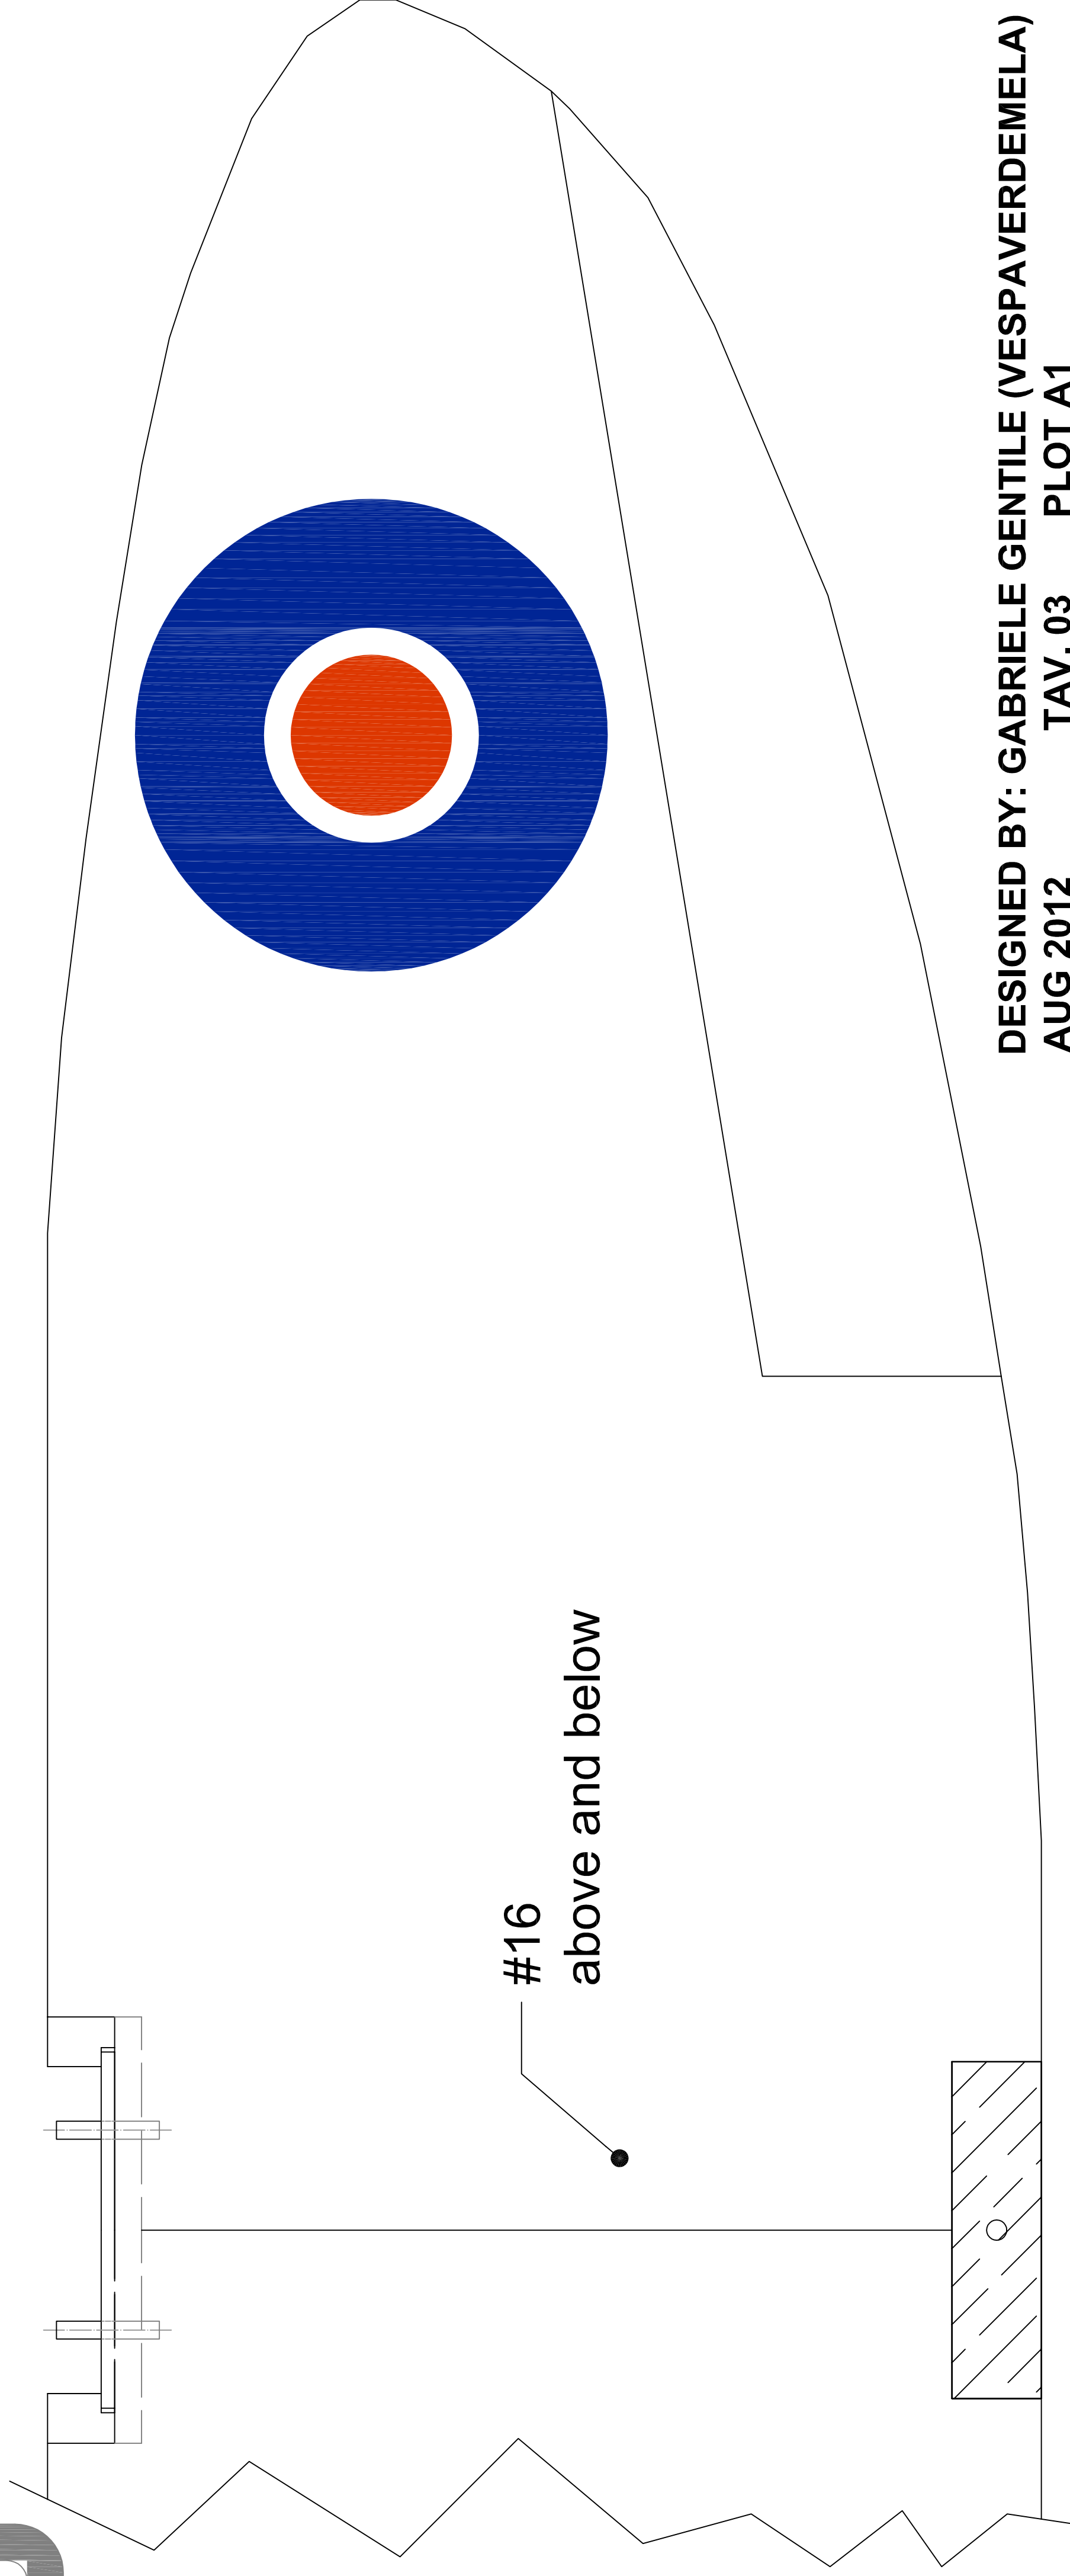 DESIGNED BY: GABRIELE GENTILE (VESPAVERDEMELA)
AUG 2012 TAV. 03 PLOT A1
#16
above and below